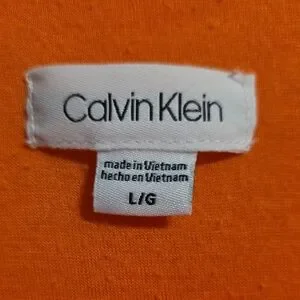 Calvin Klein
made in Vietnam
hecho en Vietnam
L/G